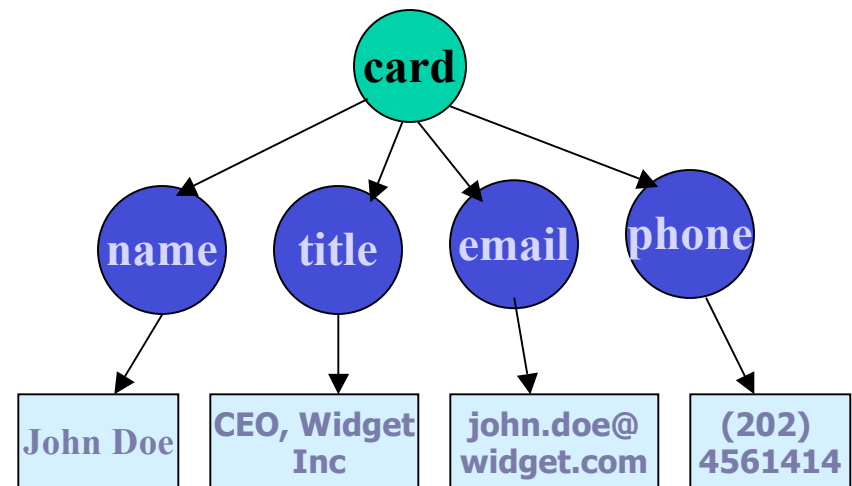 card
name
title
email
phone
John Doe
CEO, Widget
Inc
john.doe@
widget.com
(202)
4561414